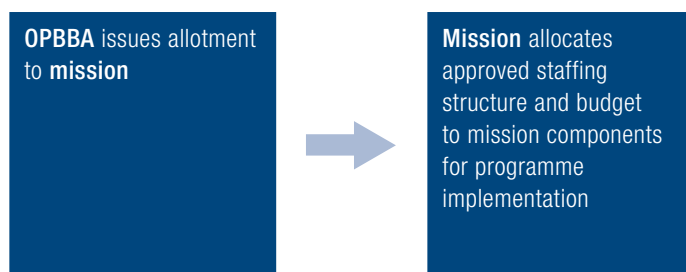 OPBBA issues allotment
to mission
Mission allocates
approved staffing
structure and budget
to mission components
for programme
implementation